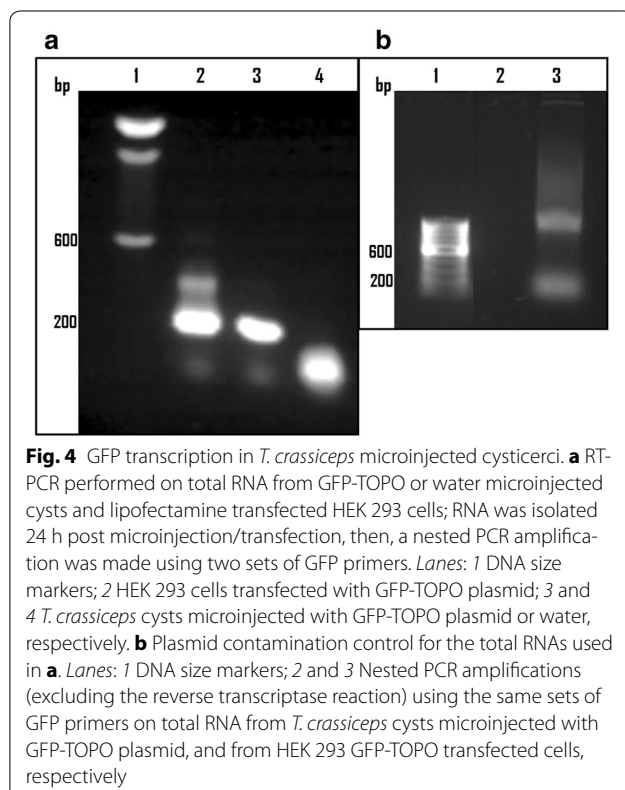 a
b
bp 1 2 3 4
bp 1 2 3
600
200
600
200
Fig. 4 GFP transcription in T. crassiceps microinjected cysticerci. a RT-
PCR performed on total RNA from GFP-TOPO or water microinjected
cysts and lipofectamine transfected HEK 293 cells; RNA was isolated
24 h post microinjection/transfection, then, a nested PCR amplifica-
tion was made using two sets of GFP primers. Lanes: 1 DNA size
markers; 2 HEK 293 cells transfected with GFP-TOPO plasmid; 3 and
4 T. crassiceps cysts microinjected with GFP-TOPO plasmid or water,
respectively. b Plasmid contamination control for the total RNAs used
in a. Lanes: 1 DNA size markers; 2 and 3 Nested PCR amplifications
(excluding the reverse transcriptase reaction) using the same sets of
GFP primers on total RNA from T. crassiceps cysts microinjected with
GFP-TOPO plasmid, and from HEK 293 GFP-TOPO transfected cells,
respectively